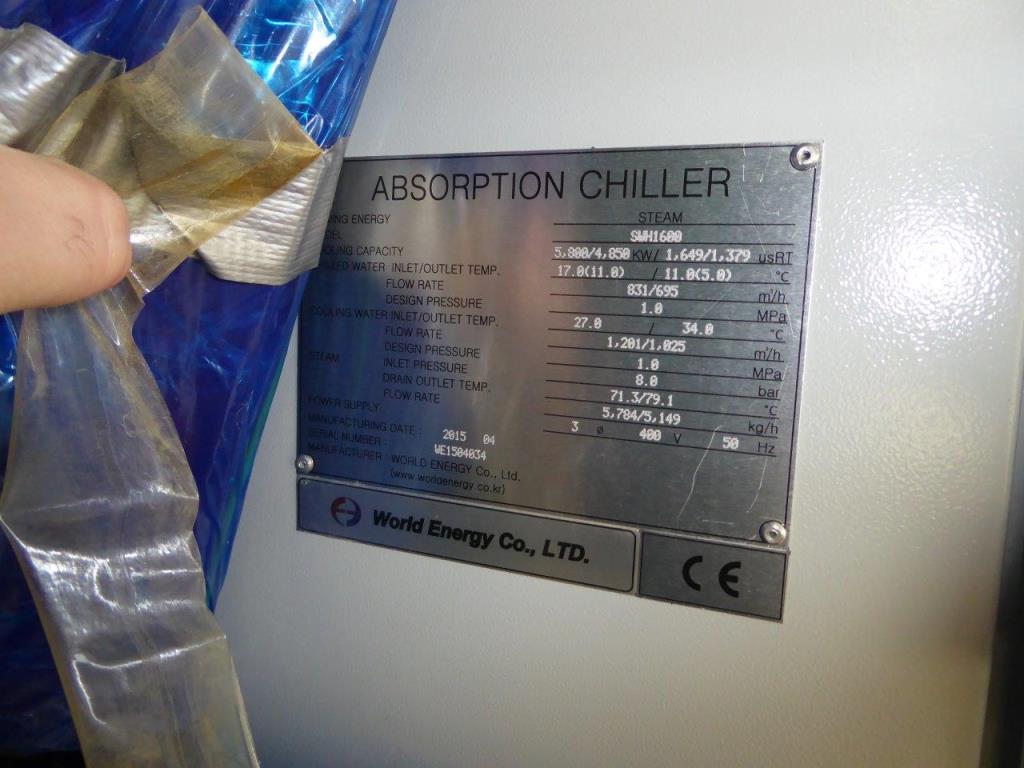 ABSORPTION CHILLER
ENERGY STEAM
SWH1600
CAPACITY 5,800/4,850 KW/ 1,649/1,379 usRT
WATER INLET/OUTLET TEMP. 17.0(11.0) / 11.0(5.0) °C
FLOW RATE 831/695 m³/h
DESIGN PRESSURE 1.0 MPa
COOLING WATER INLET/OUTLET TEMP. 27.0 / 34.0 °C
FLOW RATE 1,201/1,025 m³/h
DESIGN PRESSURE 1.0 MPa
STEAM INLET PRESSURE 8.0 bar
DRAIN OUTLET TEMP. 71.3/79.1 °C
FLOW RATE 5,784/5,149 kg/h
POWER SUPPLY 3 ø 400 V 50 Hz
MANUFACTURING DATE : 2015 04
SERIAL NUMBER : WE1504034
MANUFACTURER : WORLD ENERGY Co., Ltd.
(www.worldenergy.co.kr)
World Energy Co., LTD.
CE